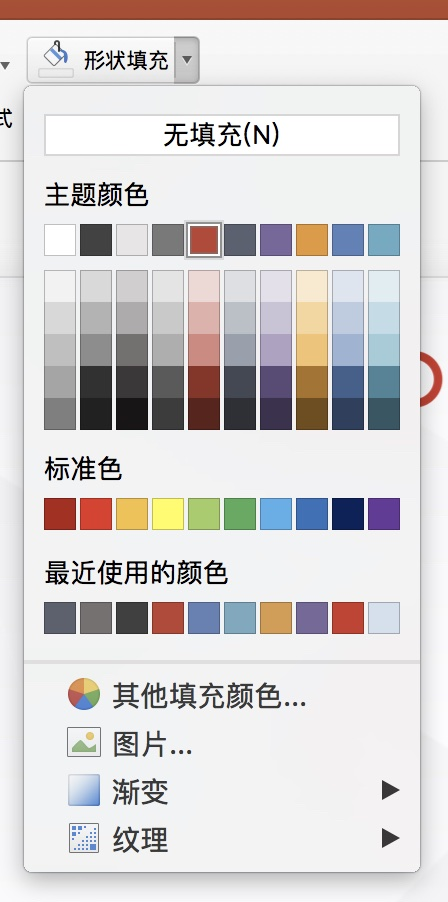 形状填充
式
无填充(N)
主题颜色
标准色
最近使用的颜色
其他填充颜色...
图片...
渐变
纹理